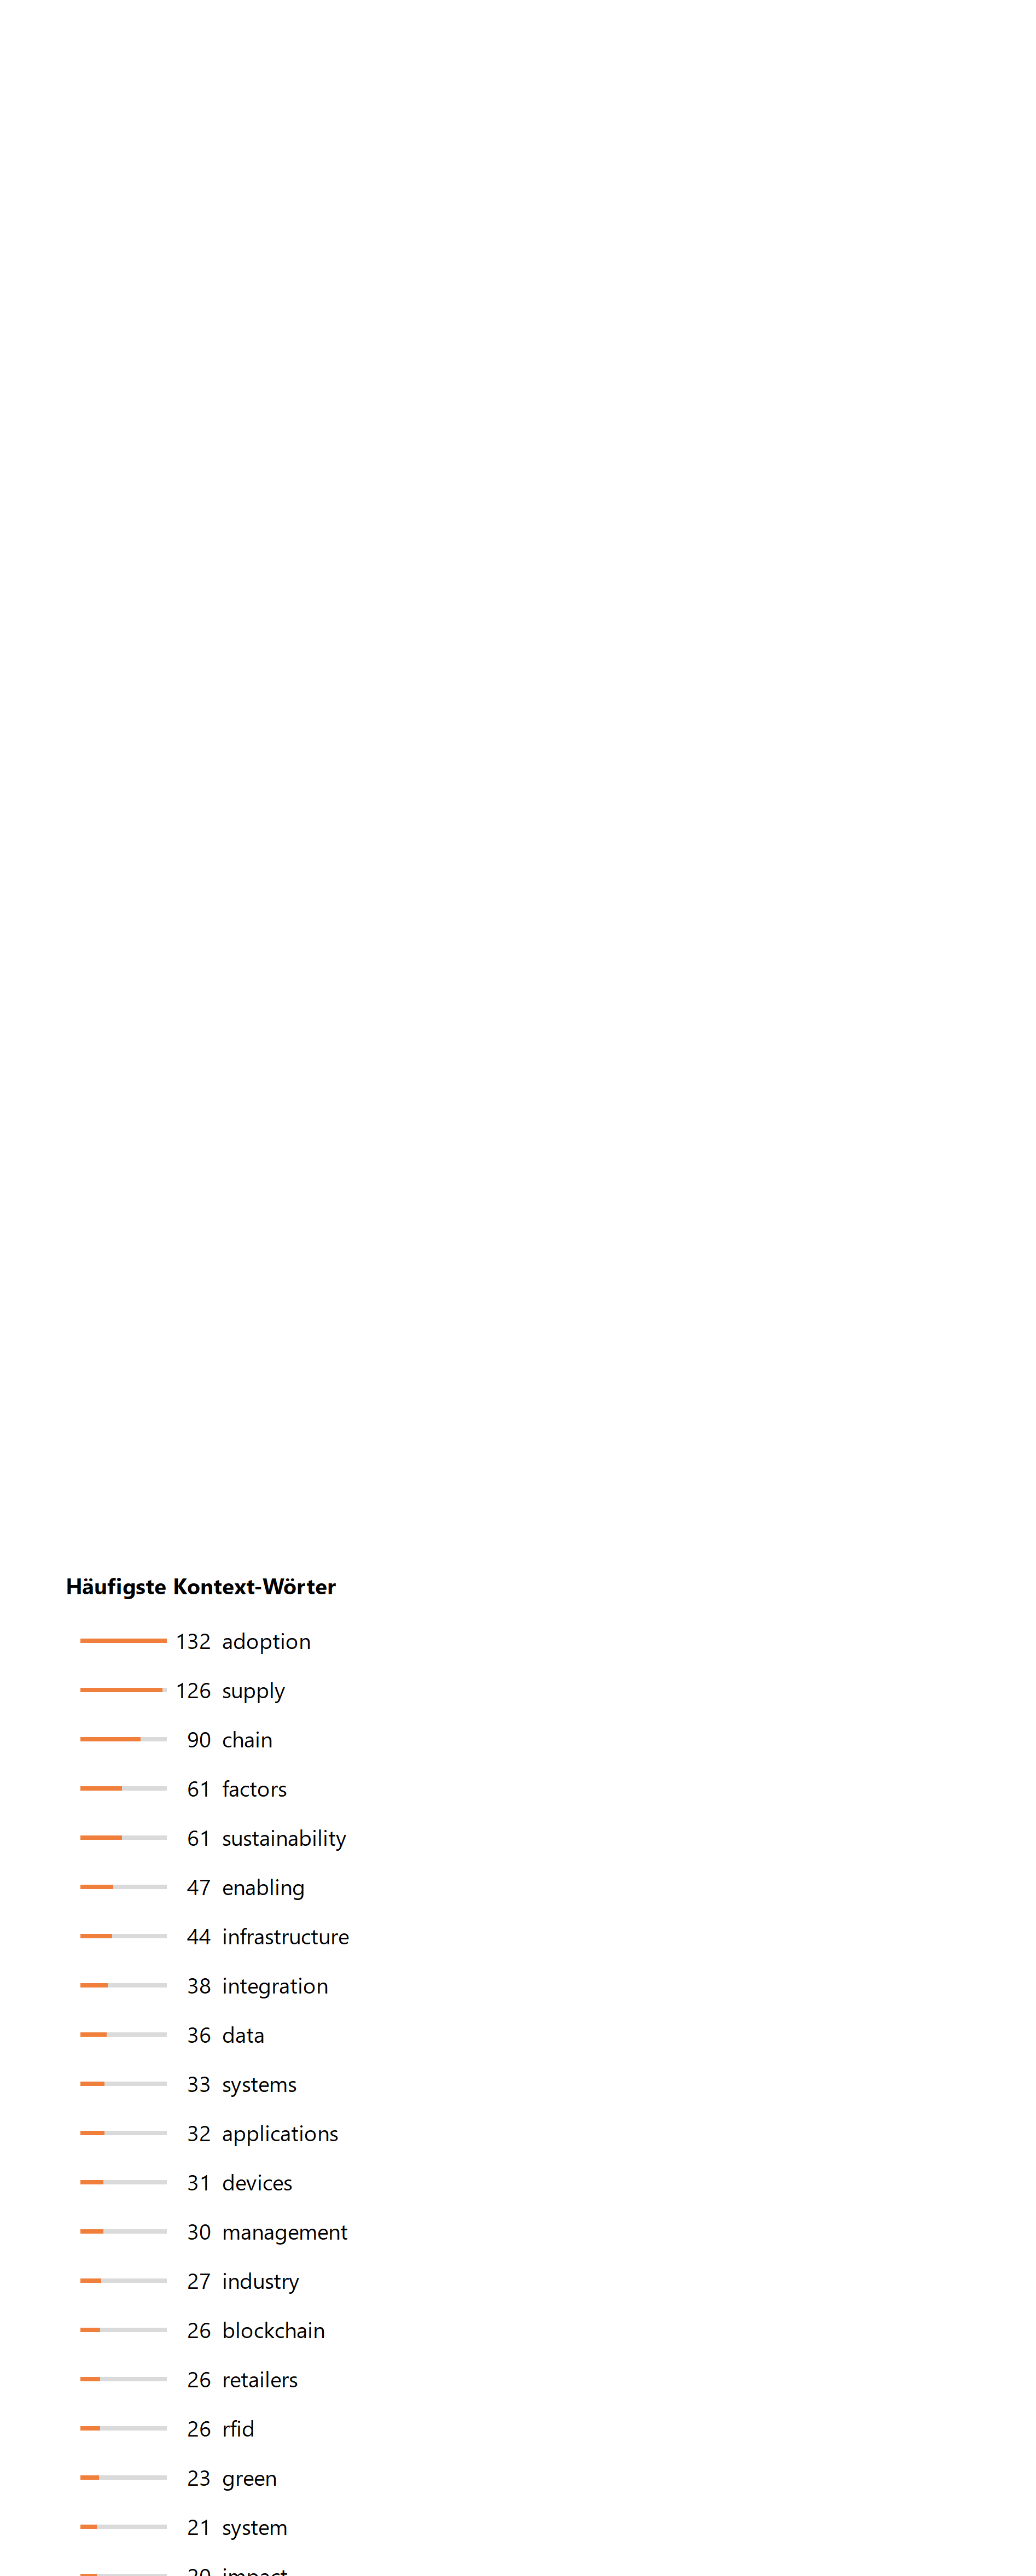 Häufigste Kontext-Wörter
132 adoption
126 supply
90 chain
61 factors
61 sustainability
47 enabling
44 infrastructure
38 integration
36 data
33 systems
32 applications
31 devices
30 management
27 industry
26 blockchain
26 retailers
26 rfid
23 green
21 system
20 impact